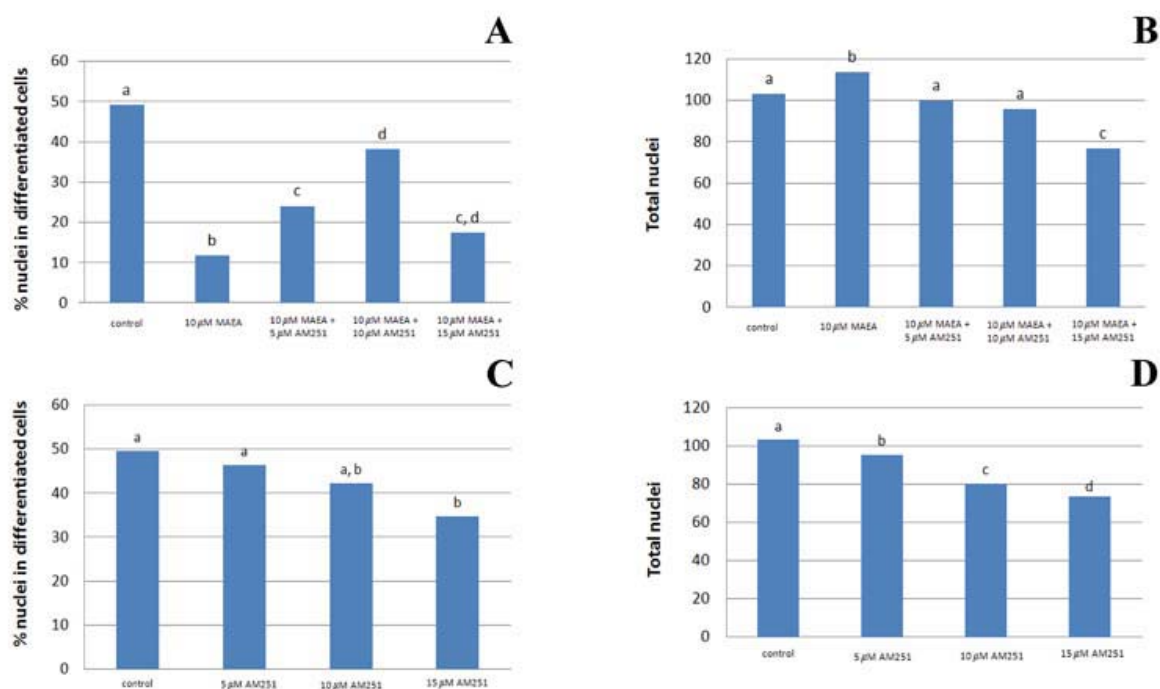 A
% nuclei in differentiated cells
60
50
40
30
20
10
0
a
b
c
d
c, d
control
10 µM MAEA
10 µM MAEA +
5 µM AM251
10 µM MAEA +
10 µM AM251
10 µM MAEA +
15 µM AM251
B
Total nuclei
120
100
80
60
40
20
0
a
b
a
a
c
control
10 µM MAEA
10 µM MAEA +
5 µM AM251
10 µM MAEA +
10 µM AM251
10 µM MAEA +
15 µM AM251
C
% nuclei in differentiated cells
60
50
40
30
20
10
0
a
a
a, b
b
control
5 µM AM251
10 µM AM251
15 µM AM251
D
Total nuclei
120
100
80
60
40
20
0
a
b
c
d
control
5 µM AM251
10 µM AM251
15 µM AM251